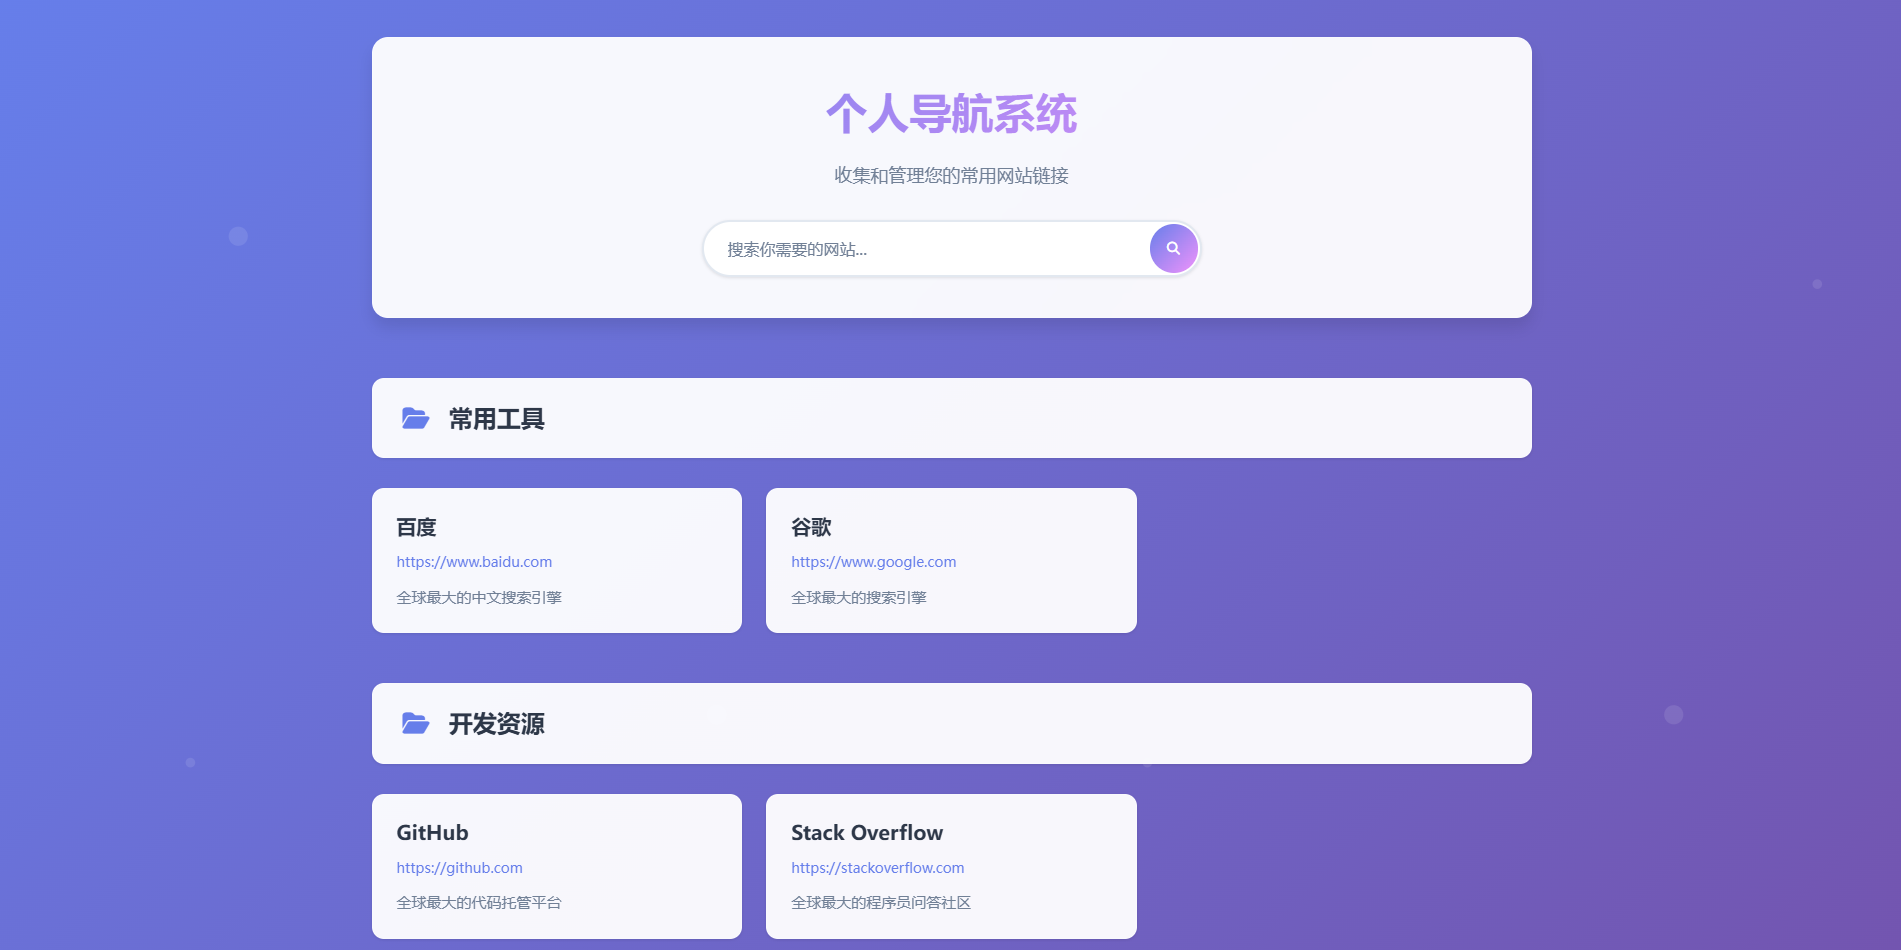 个人导航系统
收集和管理您的常用网站链接
搜索你需要的网站...
常用工具
百度
https://www.baidu.com
全球最大的中文搜索引擎
谷歌
https://www.google.com
全球最大的搜索引擎
开发资源
GitHub
https://github.com
全球最大的代码托管平台
Stack Overflow
https://stackoverflow.com
全球最大的程序员问答社区